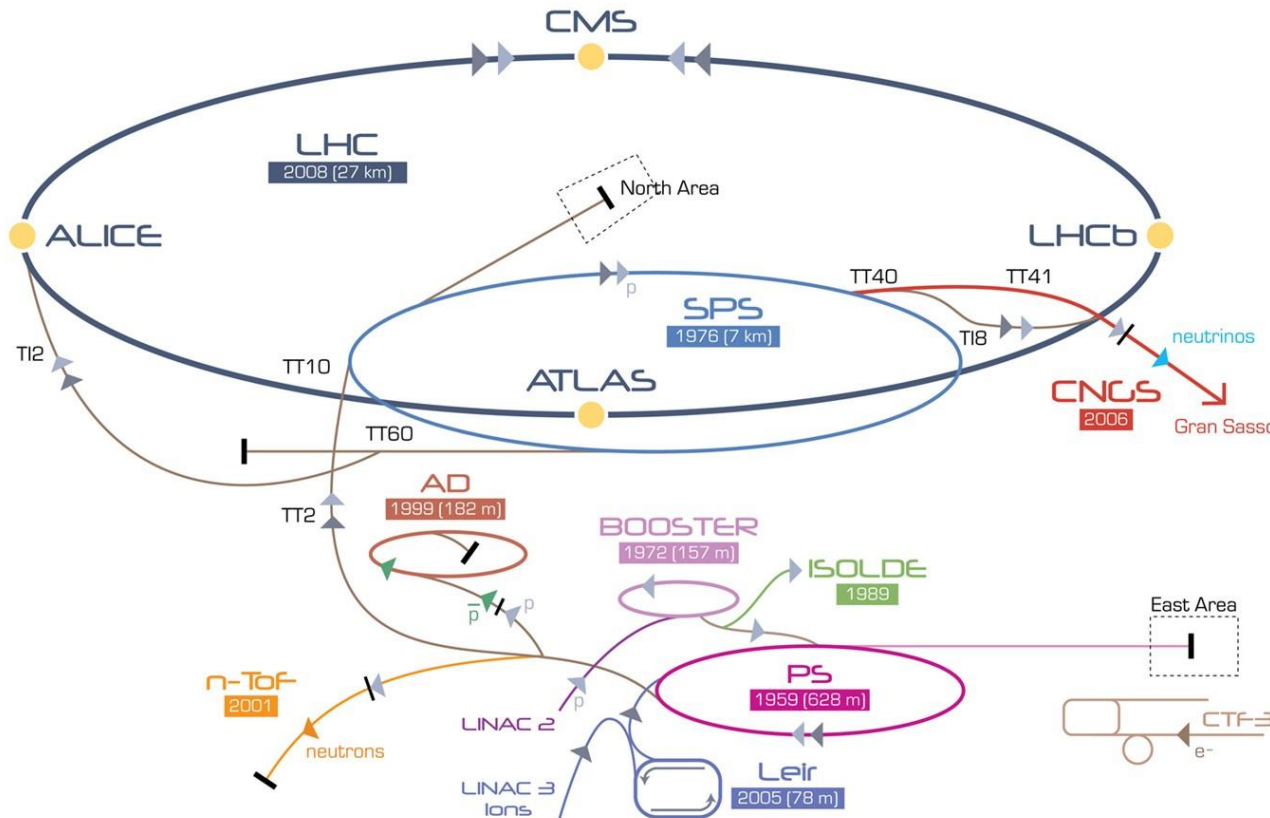 CMS
LHC
2008 (27 km)
North Area
ALICE
LHCb
TT40
TT41
p
SPS
1976 (7 km)
TI8
neutrinos
TI2
TT10
ATLAS
CNGS
2006
Gran Sasso
TT60
AD
1999 (182 m)
TT2
BOOSTER
1972 (157 m)
ISOLDE
1989
p̅
p
East Area
n-ToF
2001
PS
1959 (628 m)
p
LINAC 2
neutrons
CTF3
e⁻
LINAC 3
Ions
Leir
2005 (78 m)